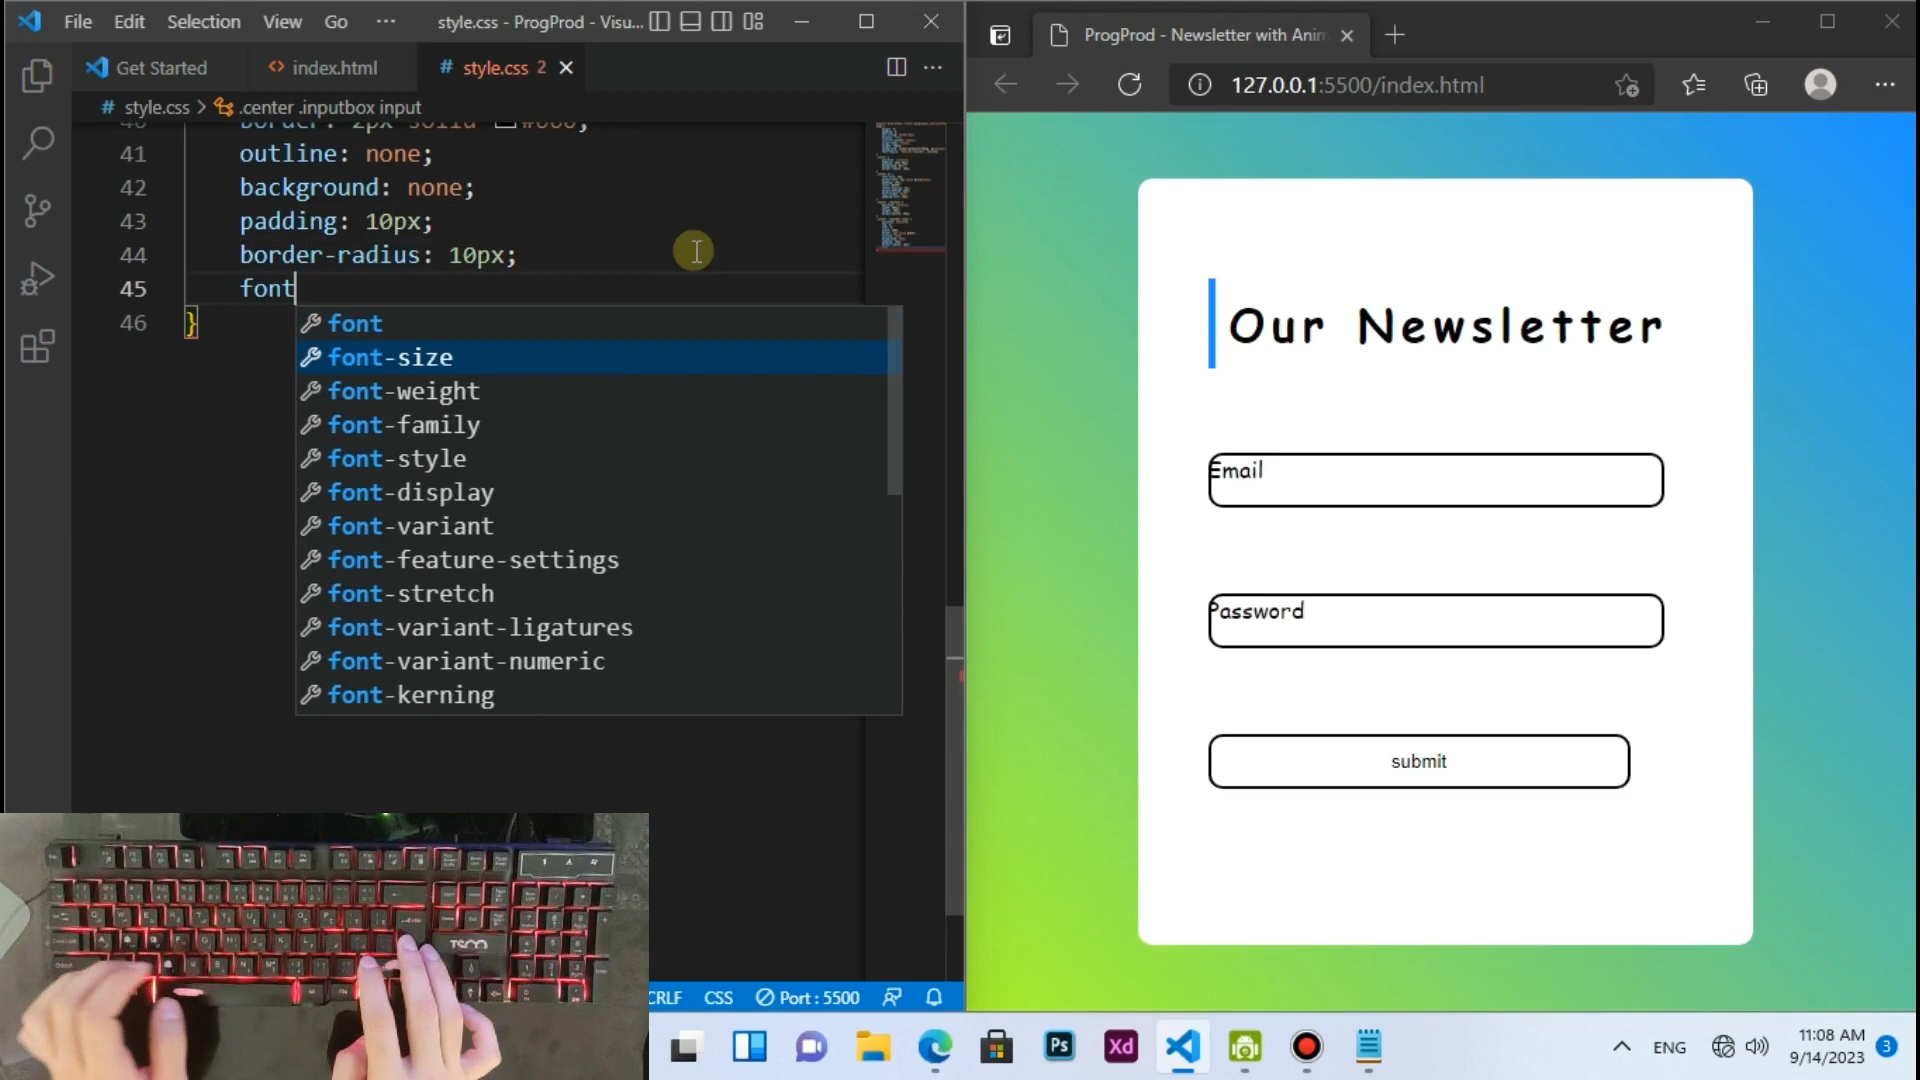 File Edit Selection View Go ··· style.css - ProgProd - Visu...
Get Started index.html # style.css 2
# style.css > .center .inputbox input
41 outline: none;
42 background: none;
43 padding: 10px;
44 border-radius: 10px;
45 font
46 }
font
font-size
font-weight
font-family
font-style
font-display
font-variant
font-feature-settings
font-stretch
font-variant-ligatures
font-variant-numeric
font-kerning
CRLF CSS Port : 5500
ProgProd - Newsletter with Anim
127.0.0.1:5500/index.html
Our Newsletter
Email
Password
submit
Ps Xd
ENG
11:08 AM
9/14/2023
3